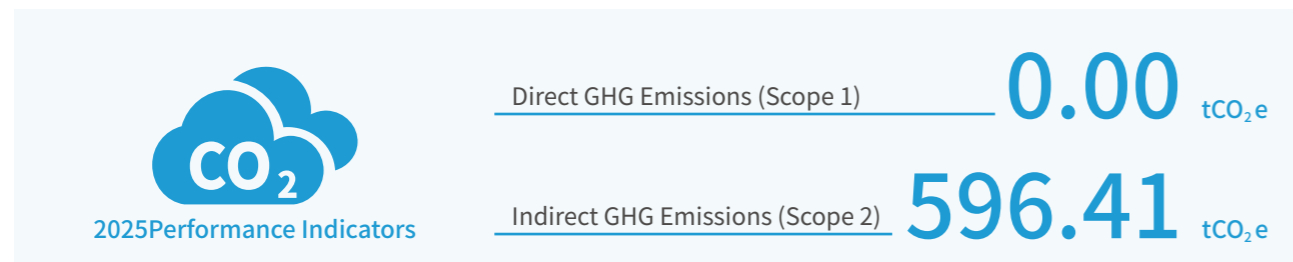 CO₂
2025Performance Indicators
Direct GHG Emissions (Scope 1) 0.00 tCO₂e
Indirect GHG Emissions (Scope 2) 596.41 tCO₂e